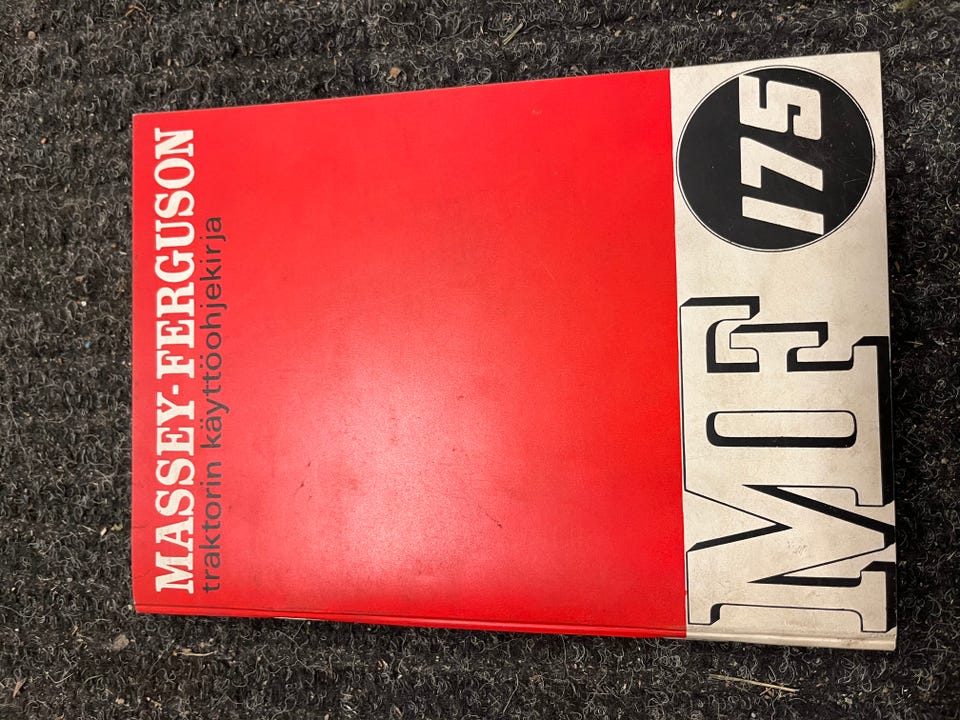 MASSEY-FERGUSON
traktorin käyttöohjekirja
MF 175